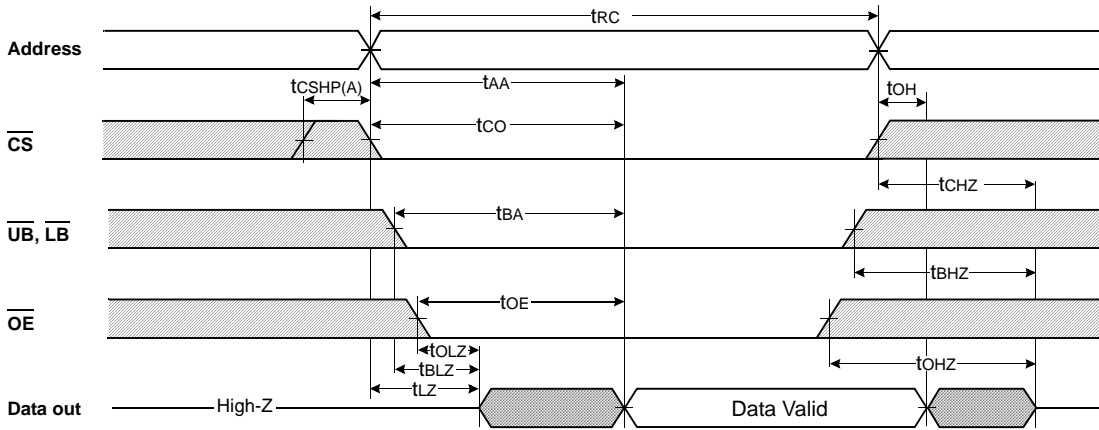 tRC
Address
tCSHP(A)
tAA
tOH
tCO
CS
tCHZ
tBA
UB, LB
tBHZ
tOE
OE
tOLZ
tOHZ
tBLZ
tLZ
Data out
High-Z
Data Valid